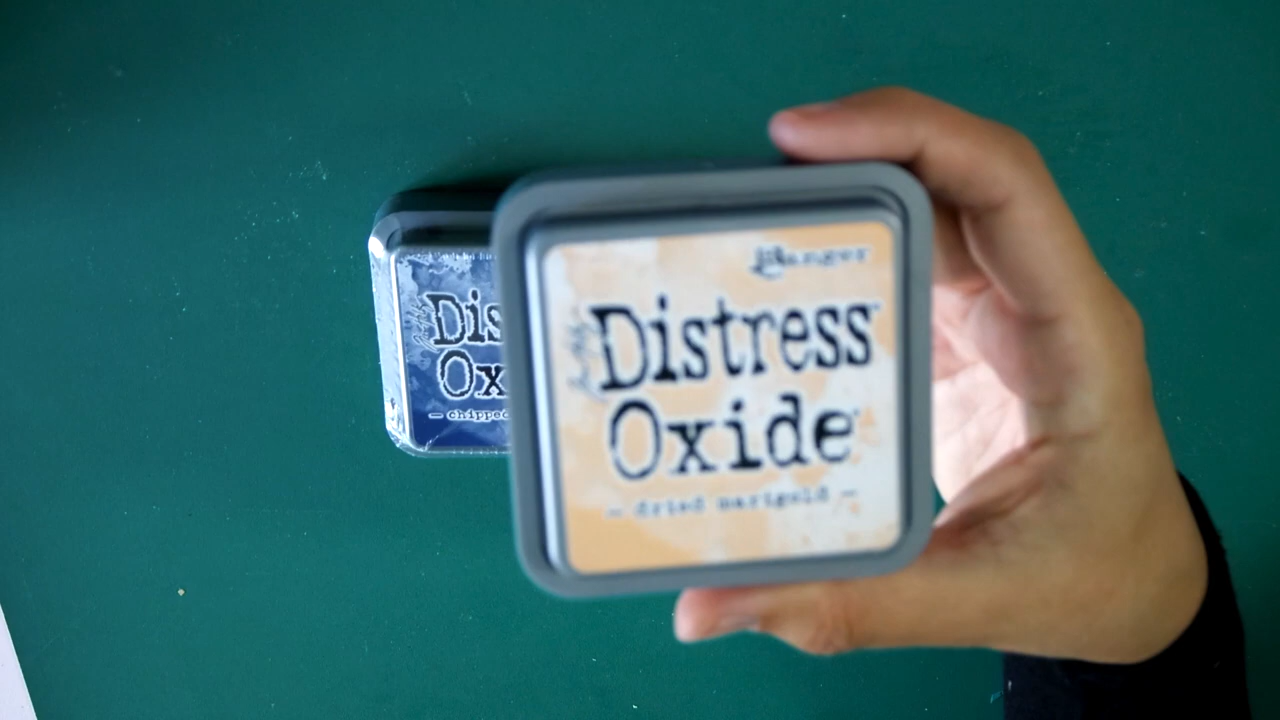 Ranger
Distress
Oxide
— dried marigold —
Dis
Ox
— chipped